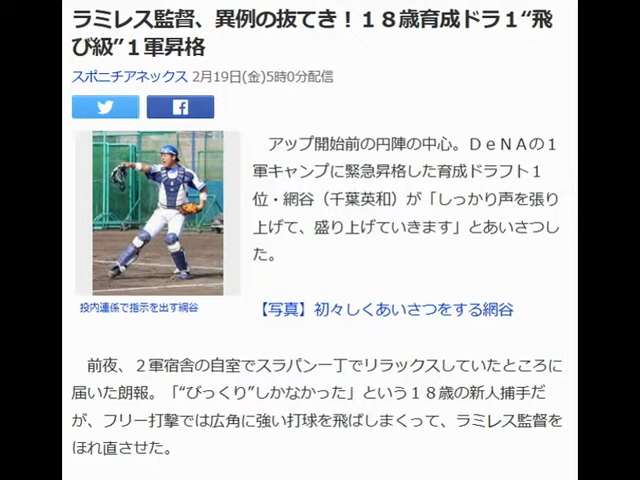 ラミレス監督、異例の抜てき！１８歳育成ドラ１“飛
び級”１軍昇格
スポニチアネックス 2月19日(金)5時0分配信
アップ開始前の円陣の中心。ＤｅＮＡの１
軍キャンプに緊急昇格した育成ドラフト１
位・網谷（千葉英和）が「しっかり声を張り
上げて、盛り上げていきます」とあいさつし
た。
投内連係で指示を出す網谷
【写真】初々しくあいさつをする網谷
前夜、２軍宿舎の自室でスラパン一丁でリラックスしていたところに
届いた朗報。「“びっくり”しかなかった」という１８歳の新人捕手だ
が、フリー打撃では広角に強い打球を飛ばしまくって、ラミレス監督を
ほれ直させた。